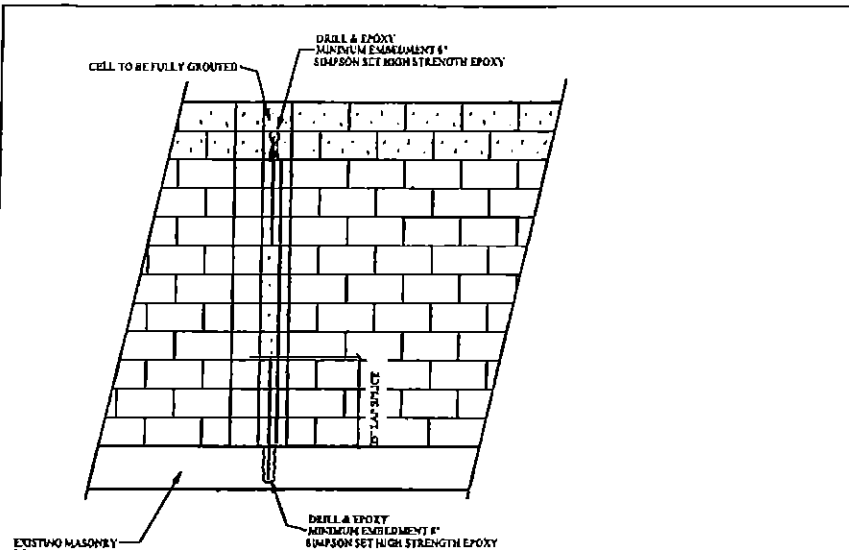 DRILL & EPOXY
MINIMUM EMBEDMENT 6"
SIMPSON SET HIGH STRENGTH EPOXY
CELL TO BE FULLY GROUTED
LAP SPLICE
DRILL & EPOXY
MINIMUM EMBEDMENT 6"
SIMPSON SET HIGH STRENGTH EPOXY
EXISTING MASONRY